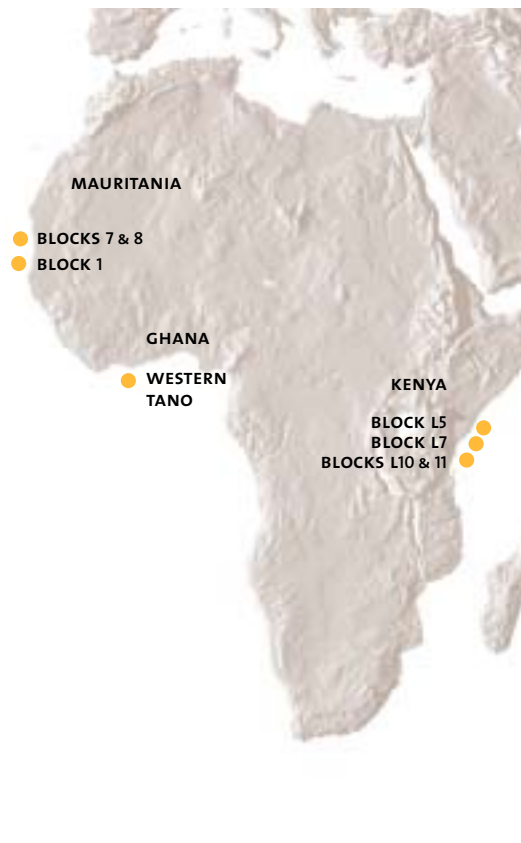 MAURITANIA
BLOCKS 7 & 8
BLOCK 1
GHANA
WESTERN
TANO
KENYA
BLOCK L5
BLOCK L7
BLOCKS L10 & 11